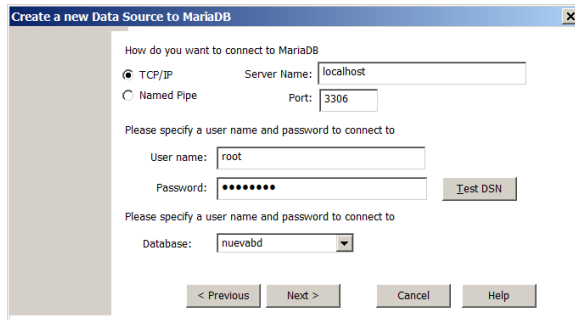 Create a new Data Source to MariaDB
How do you want to connect to MariaDB
TCP/IP Server Name: localhost
Named Pipe Port: 3306
Please specify a user name and password to connect to
User name: root
Password: ●●●●●●●● Test DSN
Please specify a user name and password to connect to
Database: nuevabd
< Previous Next > Cancel Help